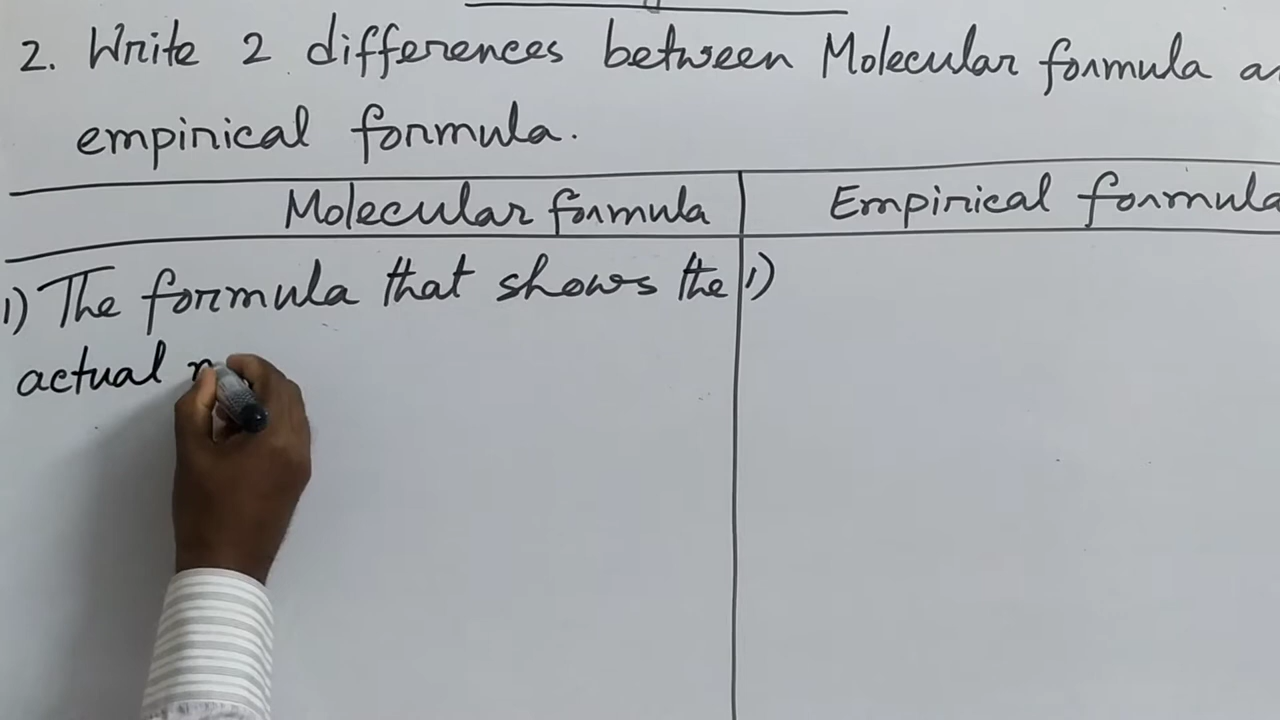 2. Write 2 differences between Molecular formula
empirical formula.
Molecular formula Empirical formula
1) The formula that shows the 1)
actual